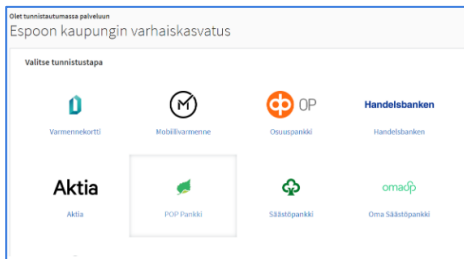 Olet tunnistautumassa palveluun
Espoon kaupungin varhaiskasvatus
Valitse tunnistustapa
OP Handelsbanken
Varmennekortti Mobiilivarmenne Osuuspankki Handelsbanken
Aktia omasp
Aktia POP Pankki Säästöpankki Oma Säästöpankki